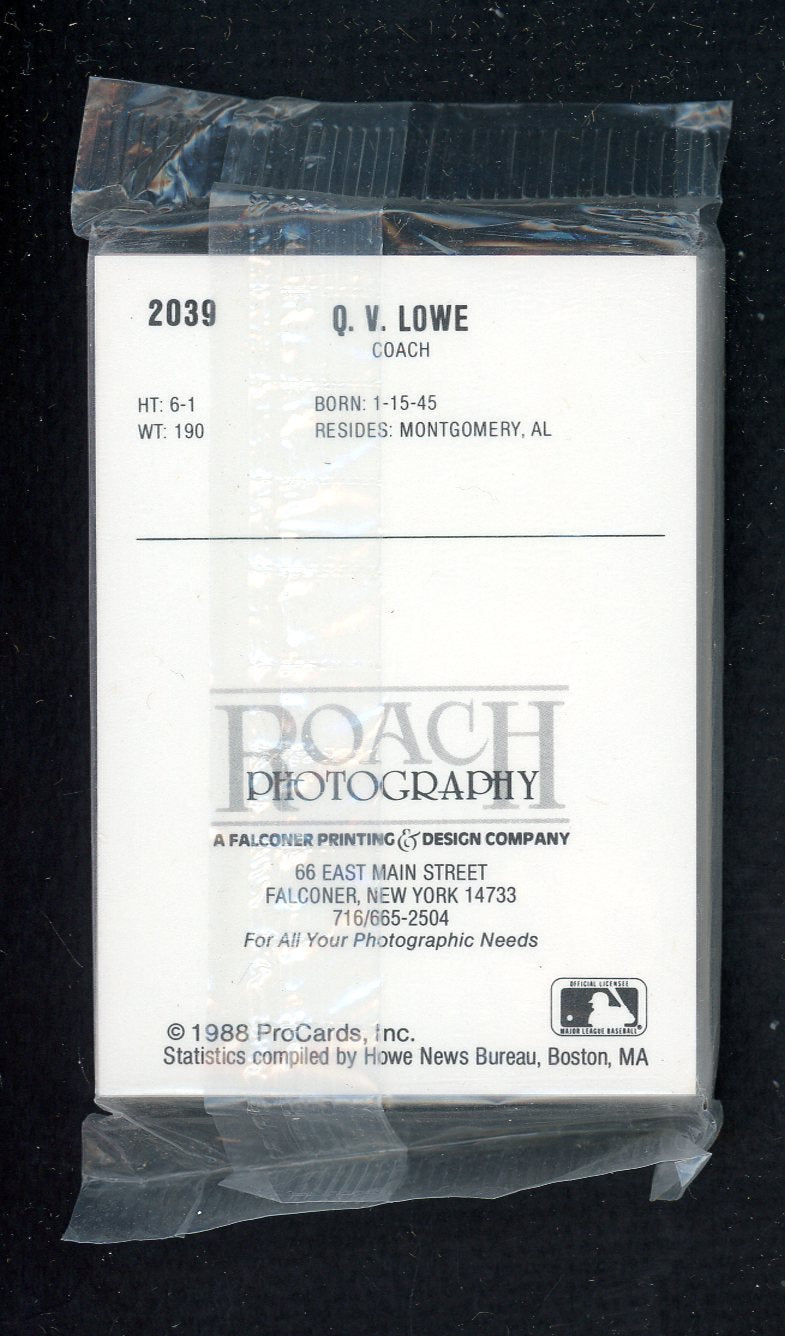 2039
Q. V. LOWE
COACH
HT: 6-1
BORN: 1-15-45
WT: 190
RESIDES: MONTGOMERY, AL
ROACH
PHOTOGRAPHY
A FALCONER PRINTING & DESIGN COMPANY
66 EAST MAIN STREET
FALCONER, NEW YORK 14733
716/665-2504
For All Your Photographic Needs
OFFICIAL LICENSEE
MAJOR LEAGUE BASEBALL®
© 1988 ProCards, Inc.
Statistics compiled by Howe News Bureau, Boston, MA